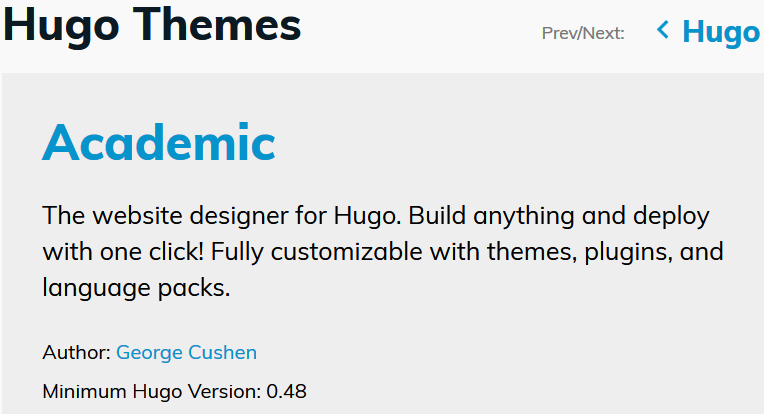 Hugo Themes
Prev/Next: Hugo
Academic
The website designer for Hugo. Build anything and deploy
with one click! Fully customizable with themes, plugins, and
language packs.
Author: George Cushen
Minimum Hugo Version: 0.48